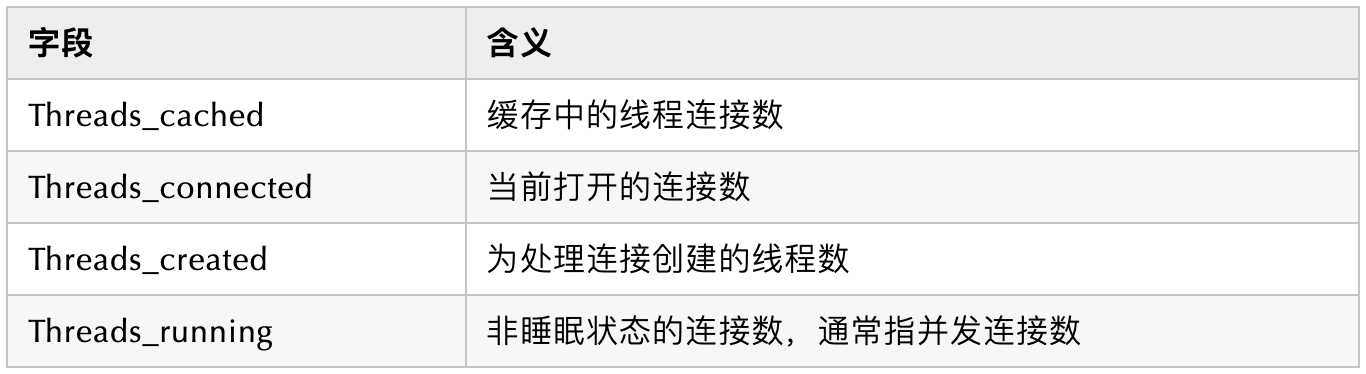 字段 含义
Threads_cached 缓存中的线程连接数
Threads_connected 当前打开的连接数
Threads_created 为处理连接创建的线程数
Threads_running 非睡眠状态的连接数，通常指并发连接数